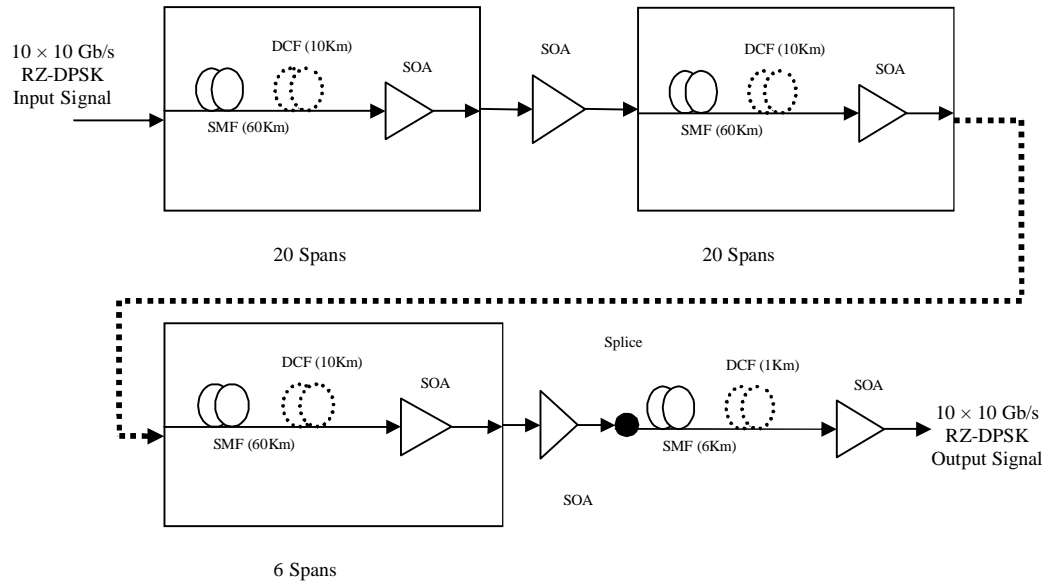 10 × 10 Gb/s
RZ-DPSK
Input Signal
DCF (10Km)
SOA
SMF (60Km)
SOA
DCF (10Km)
SOA
SMF (60Km)
20 Spans
20 Spans
DCF (10Km)
SOA
SMF (60Km)
Splice
SOA
DCF (1Km)
SMF (6Km)
SOA
10 × 10 Gb/s
RZ-DPSK
Output Signal
6 Spans